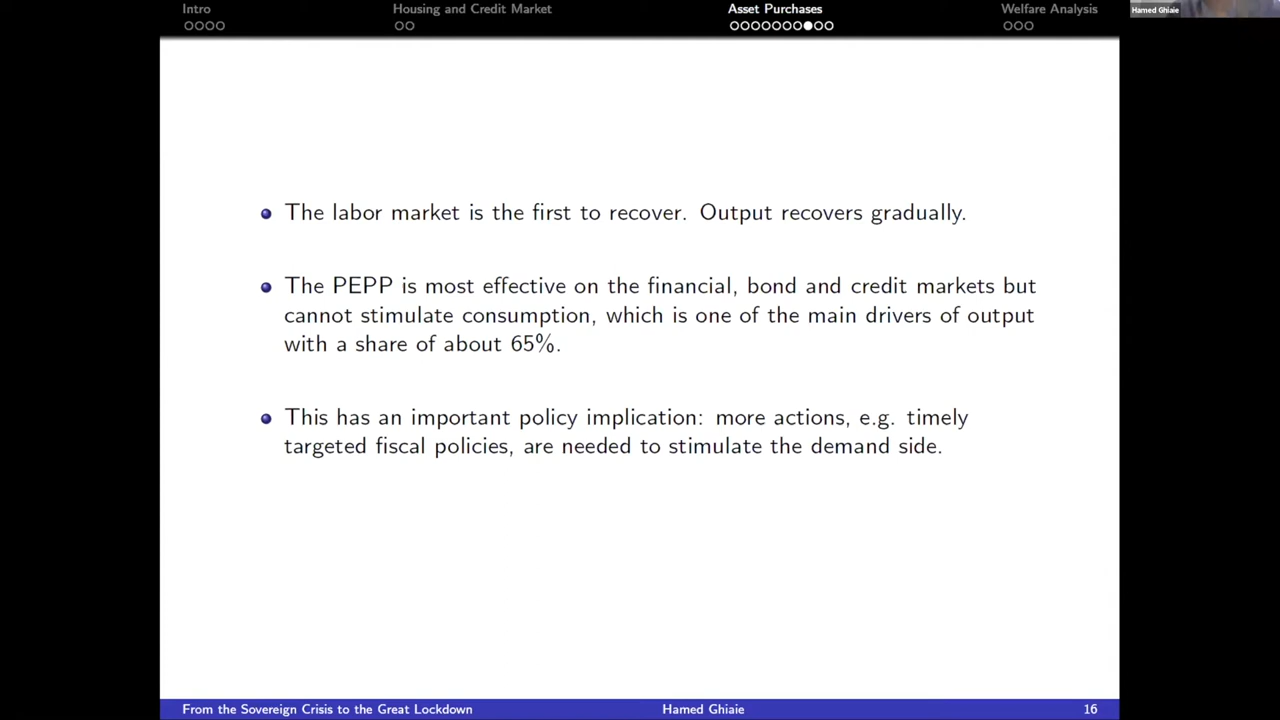 Intro
Housing and Credit Market
Asset Purchases
Welfare Analysis
Hamed Ghiaie
The labor market is the first to recover. Output recovers gradually.
The PEPP is most effective on the financial, bond and credit markets but
cannot stimulate consumption, which is one of the main drivers of output
with a share of about 65%.
This has an important policy implication: more actions, e.g. timely
targeted fiscal policies, are needed to stimulate the demand side.
From the Sovereign Crisis to the Great Lockdown
Hamed Ghiaie
16